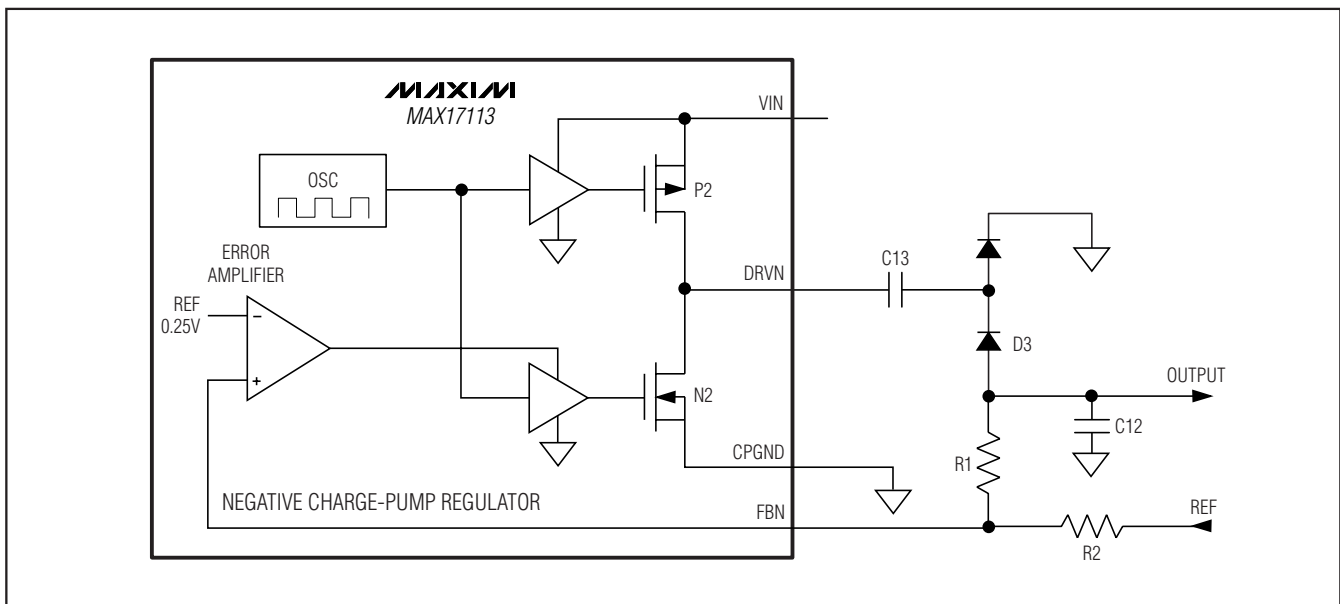 MAXIM
MAX17113
VIN
OSC
P2
ERROR
AMPLIFIER
REF
0.25V
DRVN
C13
D3
OUTPUT
N2
C12
CPGND
R1
NEGATIVE CHARGE-PUMP REGULATOR
FBN
REF
R2
−
+